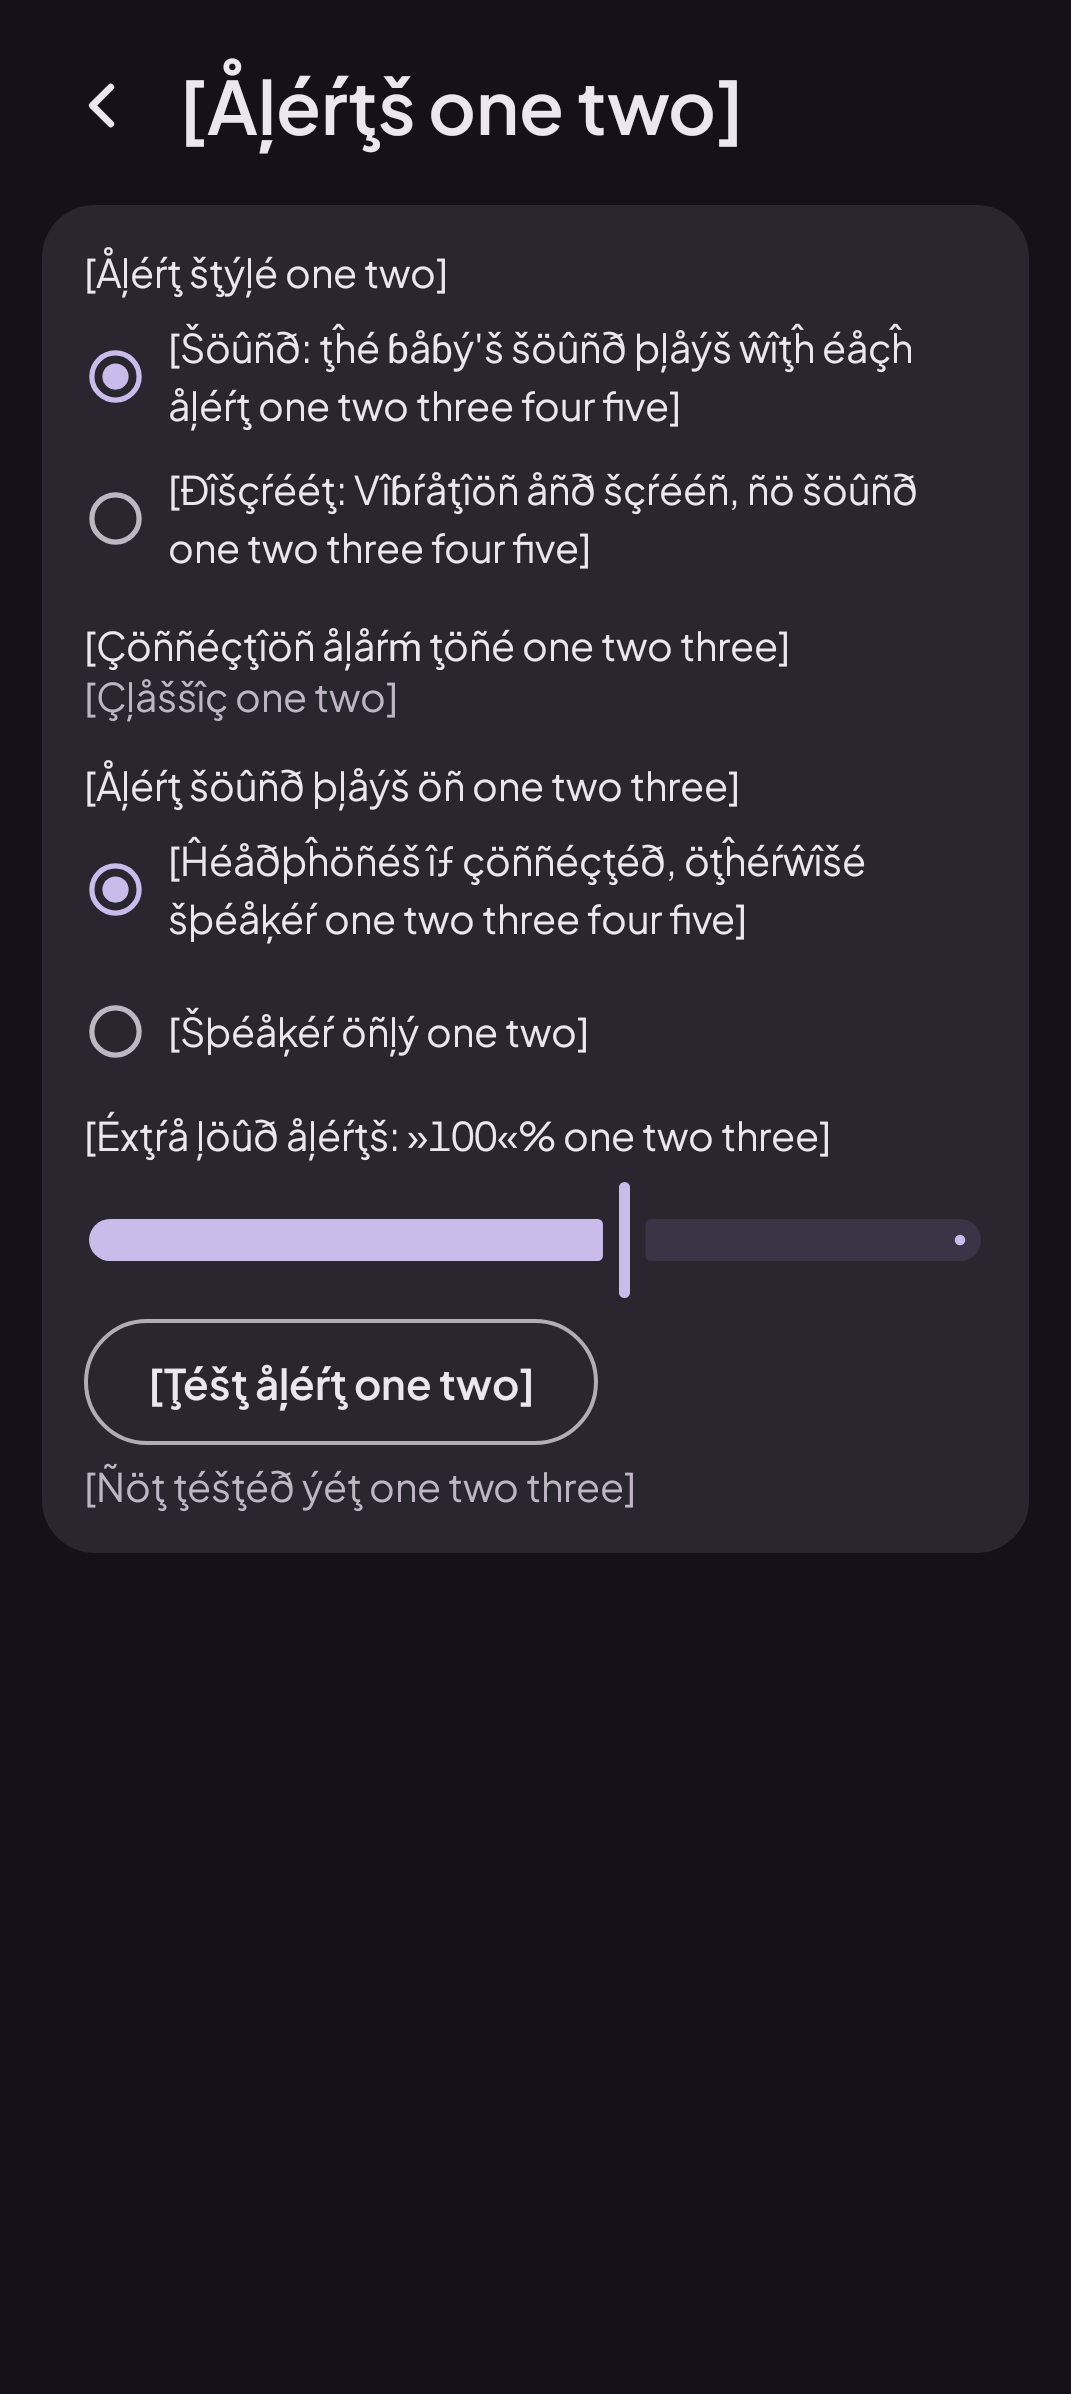 [Åļéŕţš one two]
[Åļéŕţ šţýļé one two]
[Šöûñð: ţĥé ƀåƀý'š šöûñð þļåýš ŵîţĥ éåçĥ
åļéŕţ one two three four five]
[Ðîšçŕééţ: Vîƀŕåţîöñ åñð šçŕééñ, ñö šöûñð
one two three four five]
[Çöññéçţîöñ åļåŕḿ ţöñé one two three]
[Çļåššîç one two]
[Åļéŕţ šöûñð þļåýš öñ one two three]
[Ĥéåðþĥöñéš îƒ çöññéçţéð, öţĥéŕŵîšé
šþéåķéŕ one two three four five]
[Šþéåķéŕ öñļý one two]
[Éxţŕå ļöûð åļéŕţš: »100«% one two three]
[Ţéšţ åļéŕţ one two]
[Ñöţ ţéšţéð ýéţ one two three]